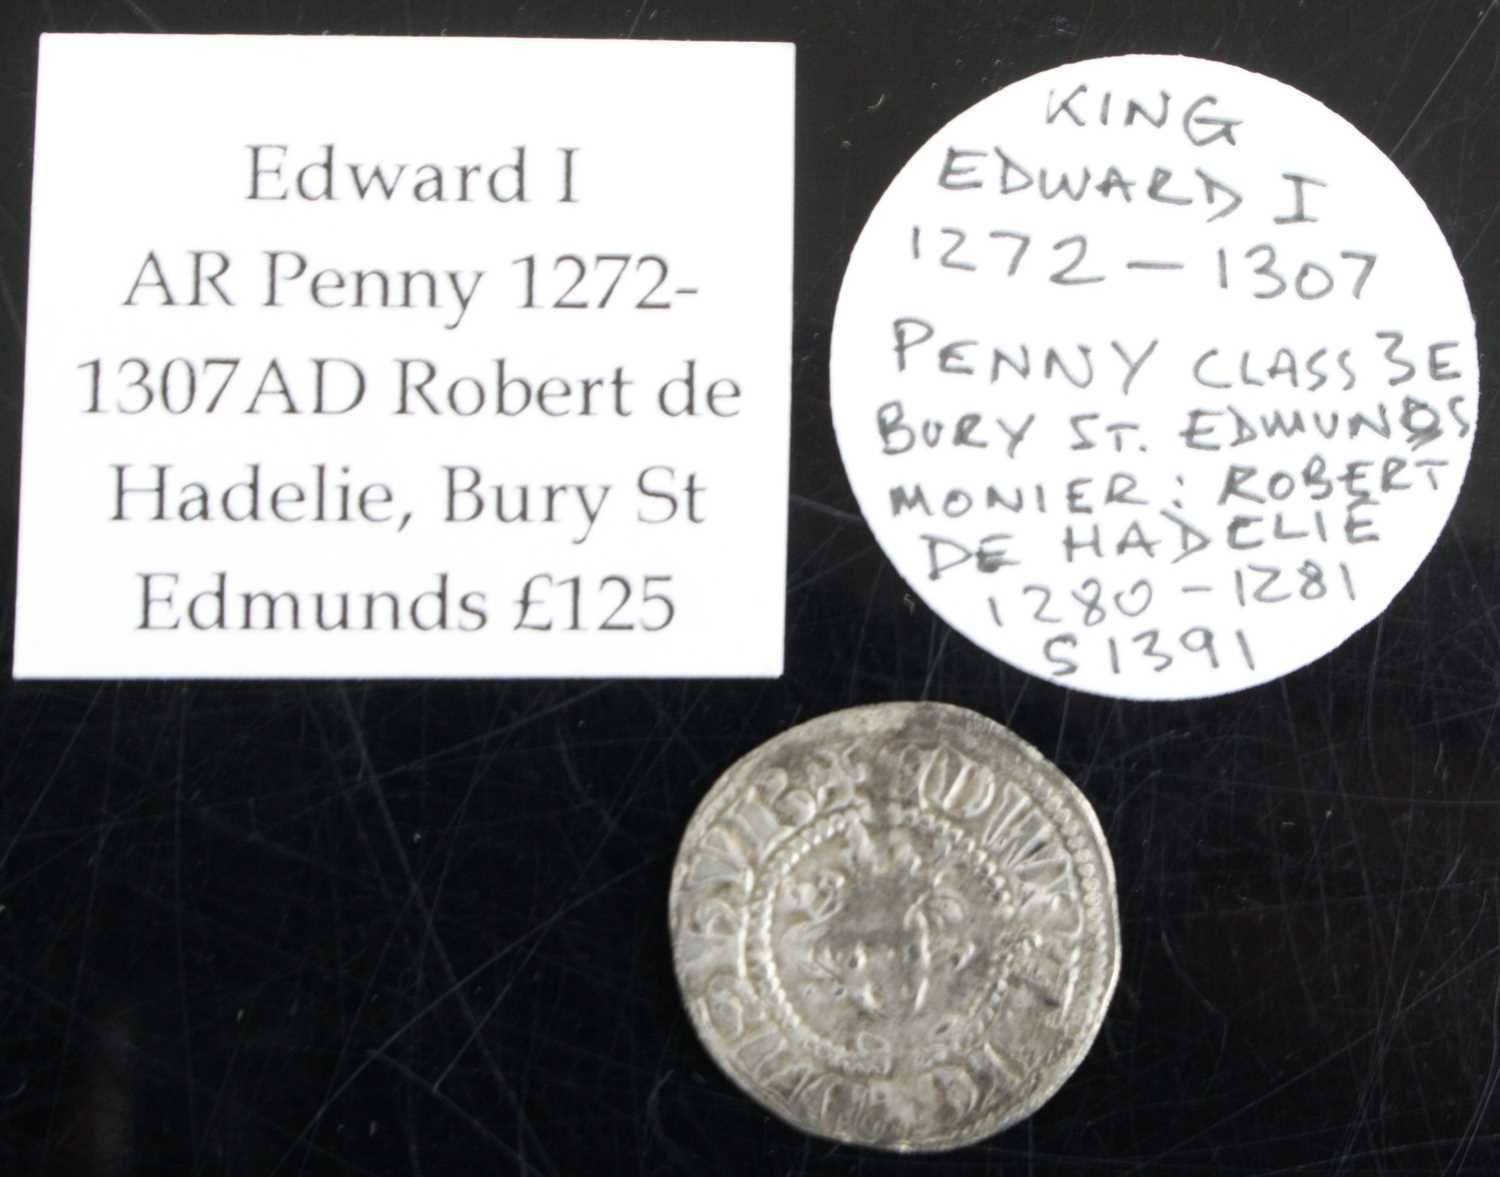 Edward I
AR Penny 1272-
1307AD Robert de
Hadelie, Bury St
Edmunds £125
KING
EDWARD I
1272 – 1307
PENNY CLASS 3E
BURY ST. EDMUNDS
MONIER: ROBERT
DE HADELIE
1280 – 1281
S1391